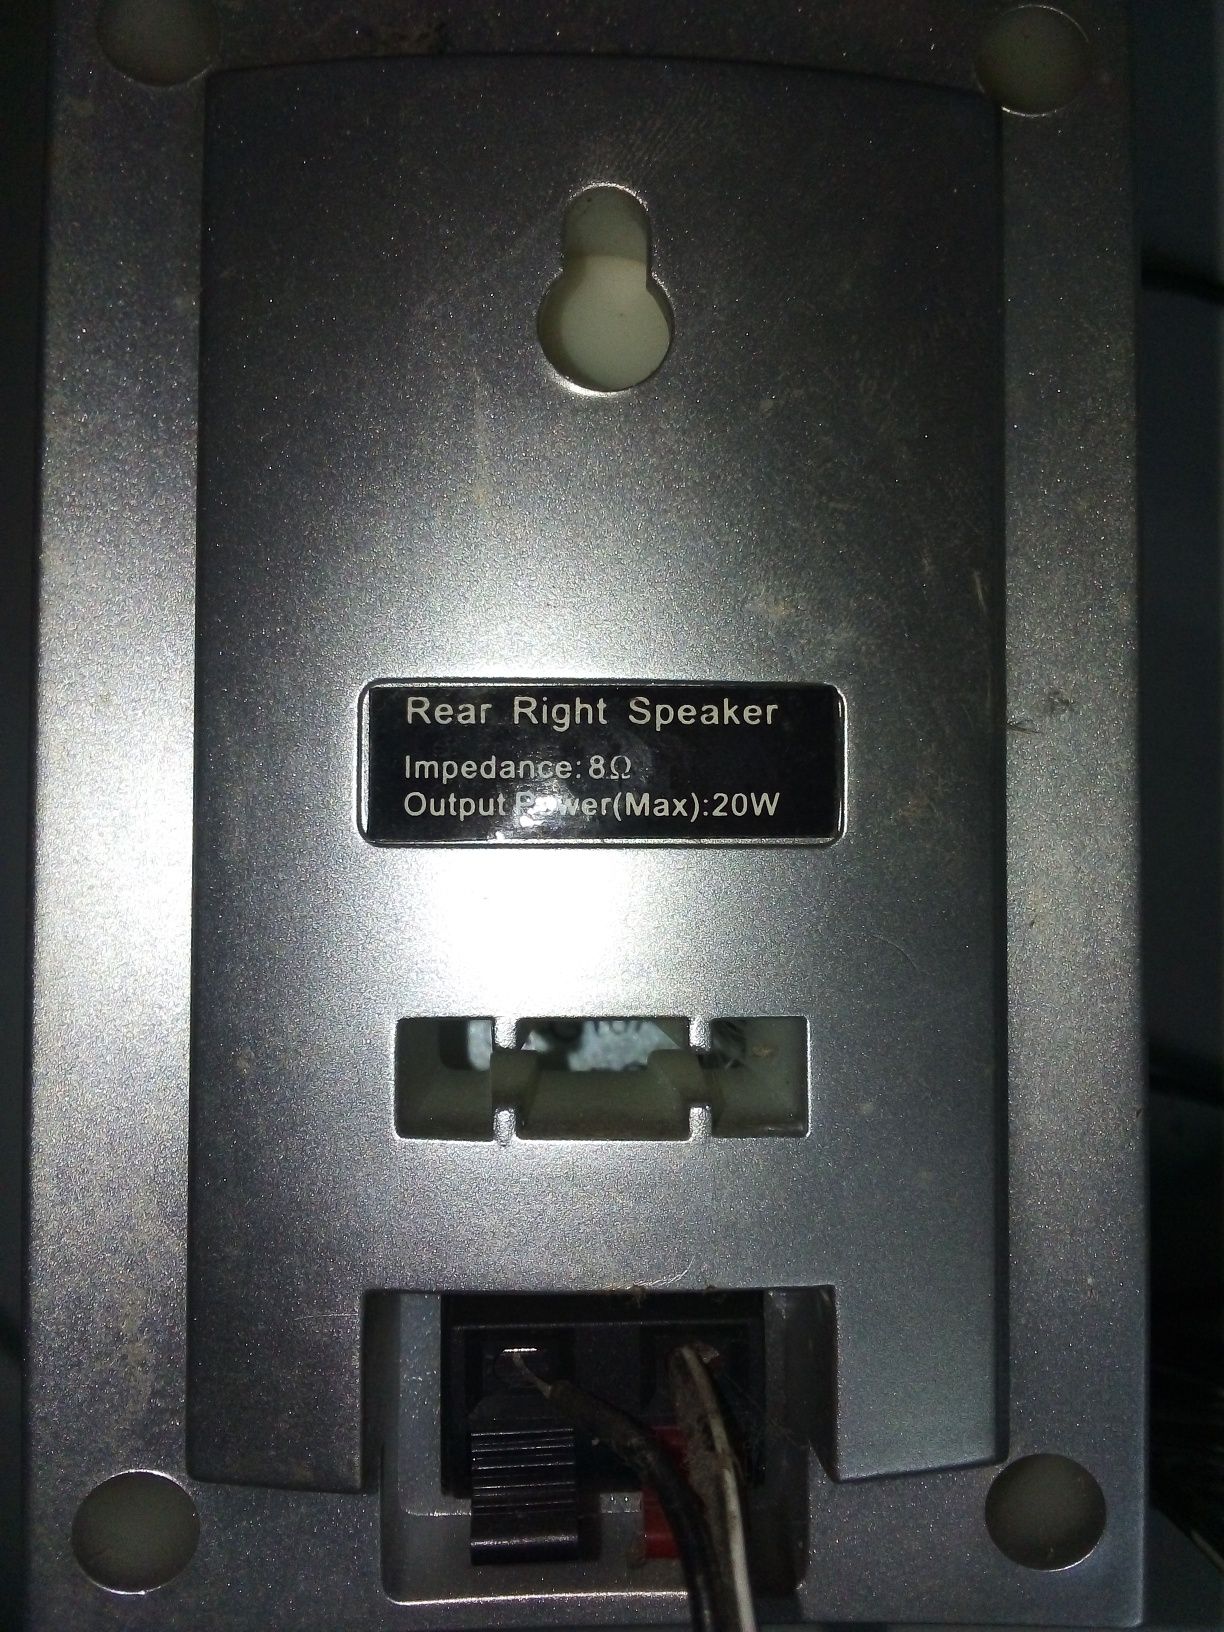 Rear Right Speaker
Impedance: 8Ω
Output Power(Max):20W